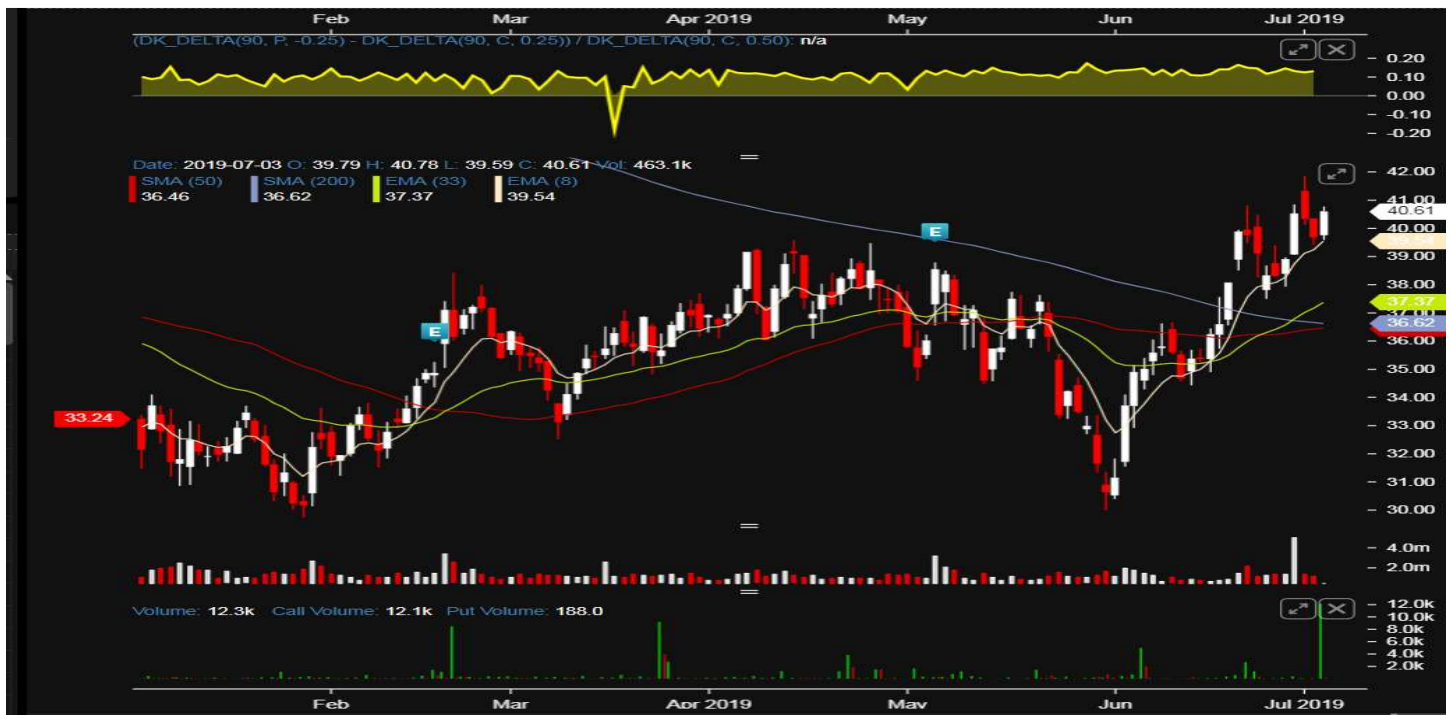 Feb Mar Apr 2019 May Jun Jul 2019
(DK_DELTA(90, P, -0.25) - DK_DELTA(90, C, 0.25)) / DK_DELTA(90, C, 0.50): n/a
0.20
0.10
0.00
-0.10
-0.20
Date: 2019-07-03 O: 39.79 H: 40.78 L: 39.59 C: 40.61 Vol: 463.1k
SMA (50) SMA (200) EMA (33) EMA (8)
36.46 36.62 37.37 39.54
42.00
41.00
40.61
40.00
39.00
38.00
37.37
37.00
36.62
36.00
35.00
34.00
33.24
33.00
32.00
31.00
30.00
E
E
4.0m
2.0m
Volume: 12.3k Call Volume: 12.1k Put Volume: 188.0
12.0k
10.0k
8.0k
6.0k
4.0k
2.0k
Feb Mar Apr 2019 May Jun Jul 2019